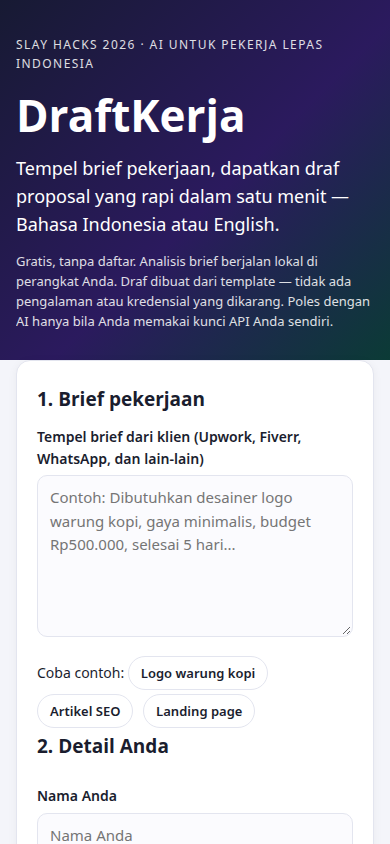 SLAY HACKS 2026 · AI UNTUK PEKERJA LEPAS
INDONESIA
DraftKerja
Tempel brief pekerjaan, dapatkan draf
proposal yang rapi dalam satu menit —
Bahasa Indonesia atau English.
Gratis, tanpa daftar. Analisis brief berjalan lokal di
perangkat Anda. Draf dibuat dari template — tidak ada
pengalaman atau kredensial yang dikarang. Poles dengan
AI hanya bila Anda memakai kunci API Anda sendiri.
1. Brief pekerjaan
Tempel brief dari klien (Upwork, Fiverr,
WhatsApp, dan lain-lain)
Contoh: Dibutuhkan desainer logo
warung kopi, gaya minimalis, budget
Rp500.000, selesai 5 hari...
Coba contoh: Logo warung kopi
Artikel SEO Landing page
2. Detail Anda
Nama Anda
Nama Anda